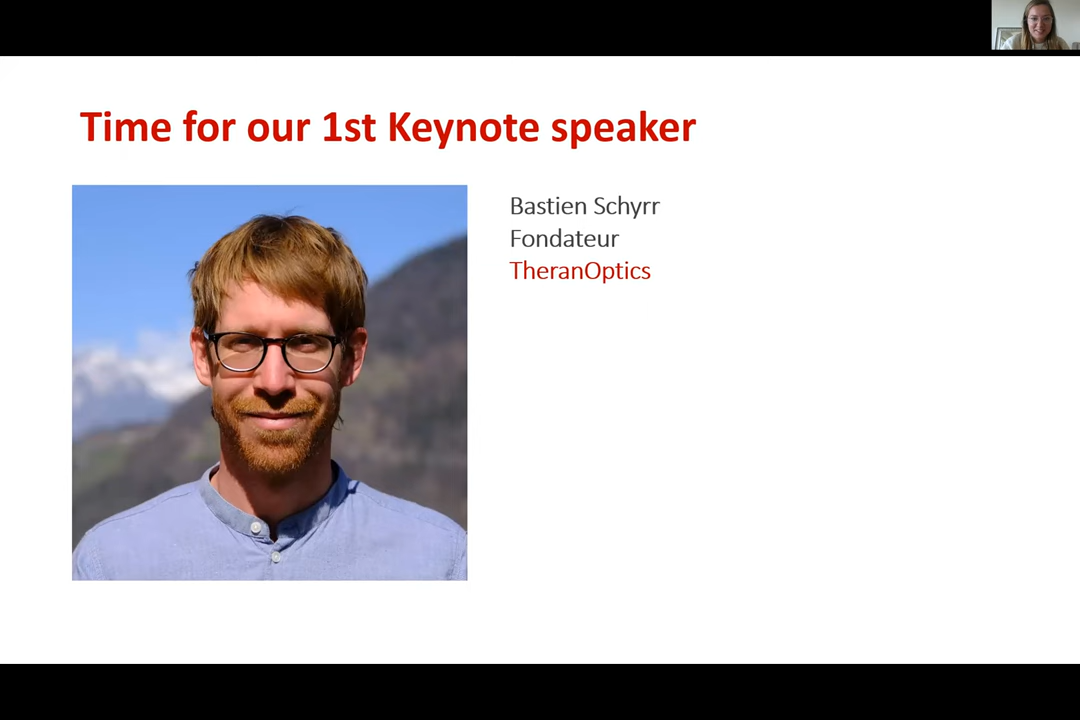 Time for our 1st Keynote speaker
Bastien Schyrr
Fondateur
TheranOptics